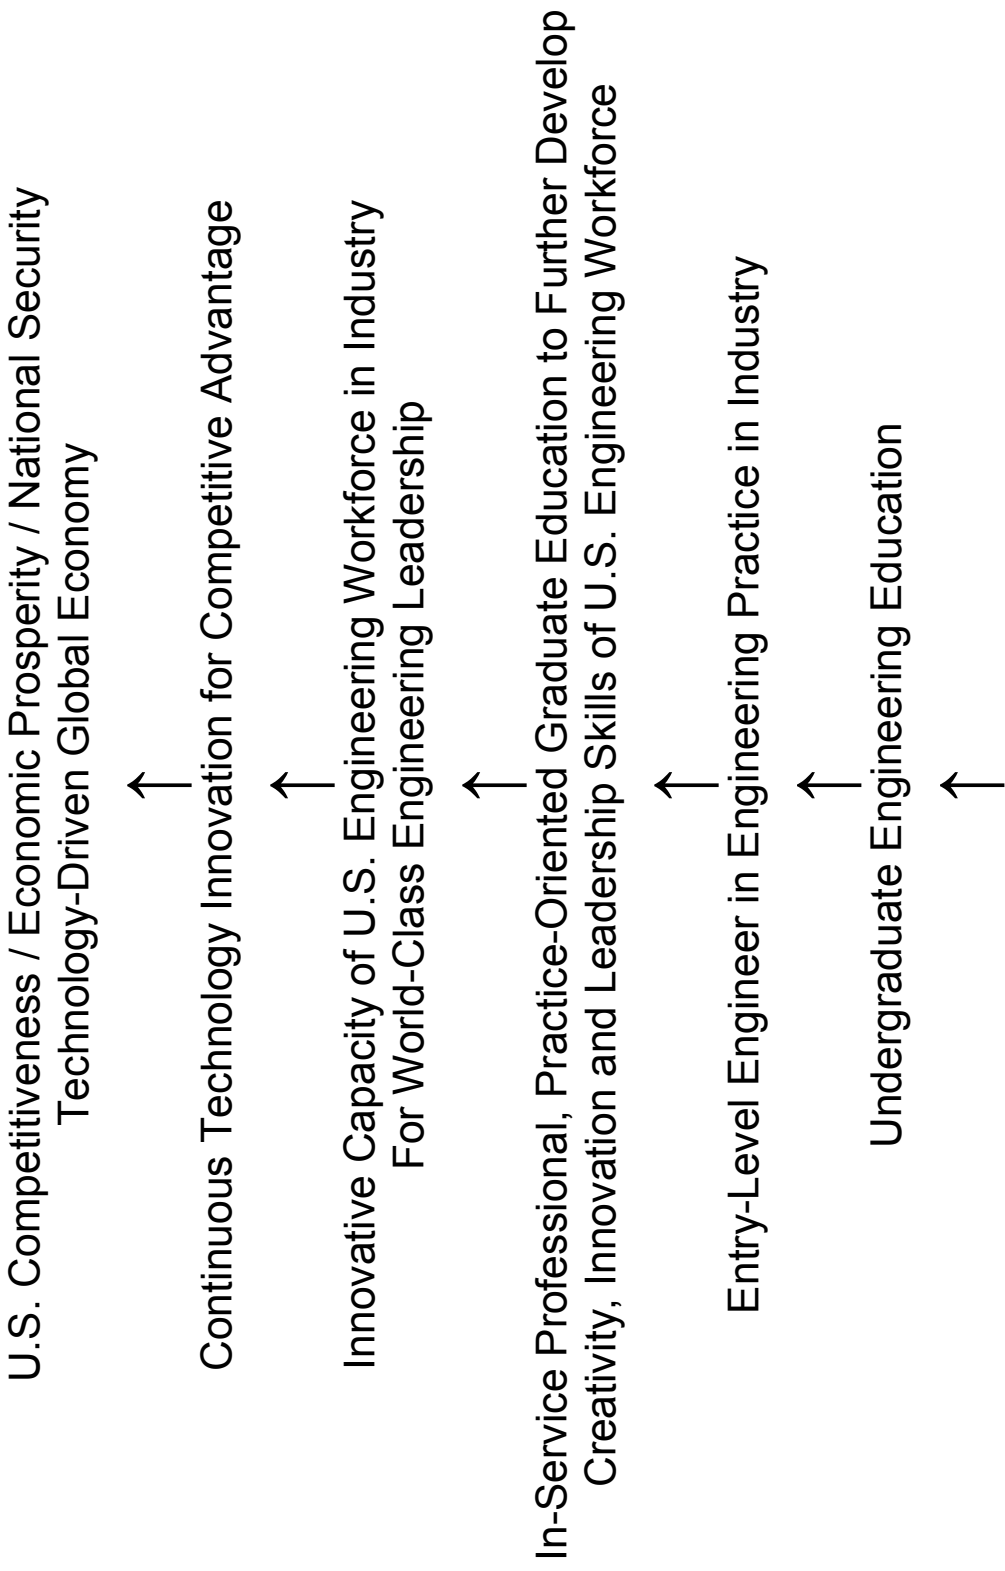 U.S. Competitiveness / Economic Prosperity / National Security
Technology-Driven Global Economy
Continuous Technology Innovation for Competitive Advantage
Innovative Capacity of U.S. Engineering Workforce in Industry
For World-Class Engineering Leadership
In-Service Professional, Practice-Oriented Graduate Education to Further Develop
Creativity, Innovation and Leadership Skills of U.S. Engineering Workforce
Entry-Level Engineer in Engineering Practice in Industry
Undergraduate Engineering Education